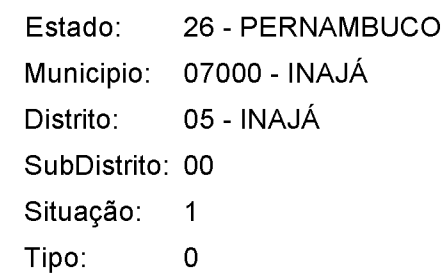 Estado: 26 - PERNAMBUCO
Municipio: 07000 - INAJÁ
Distrito: 05 - INAJÁ
SubDistrito: 00
Situação: 1
Tipo: 0